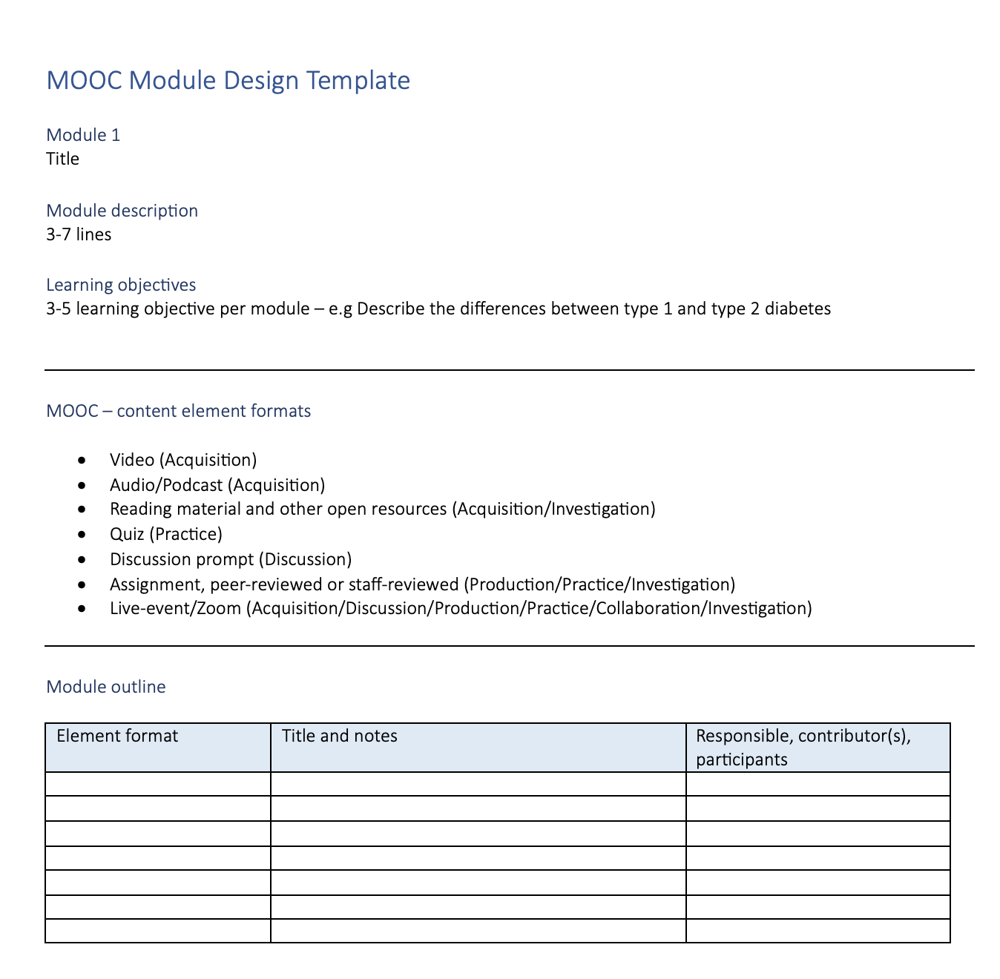 MOOC Module Design Template
Module 1
Title
Module description
3-7 lines
Learning objectives
3-5 learning objective per module – e.g Describe the differences between type 1 and type 2 diabetes
MOOC – content element formats
• Video (Acquisition)
• Audio/Podcast (Acquisition)
• Reading material and other open resources (Acquisition/Investigation)
• Quiz (Practice)
• Discussion prompt (Discussion)
• Assignment, peer-reviewed or staff-reviewed (Production/Practice/Investigation)
• Live-event/Zoom (Acquisition/Discussion/Production/Practice/Collaboration/Investigation)
Module outline
Element format
Title and notes
Responsible, contributor(s),
participants